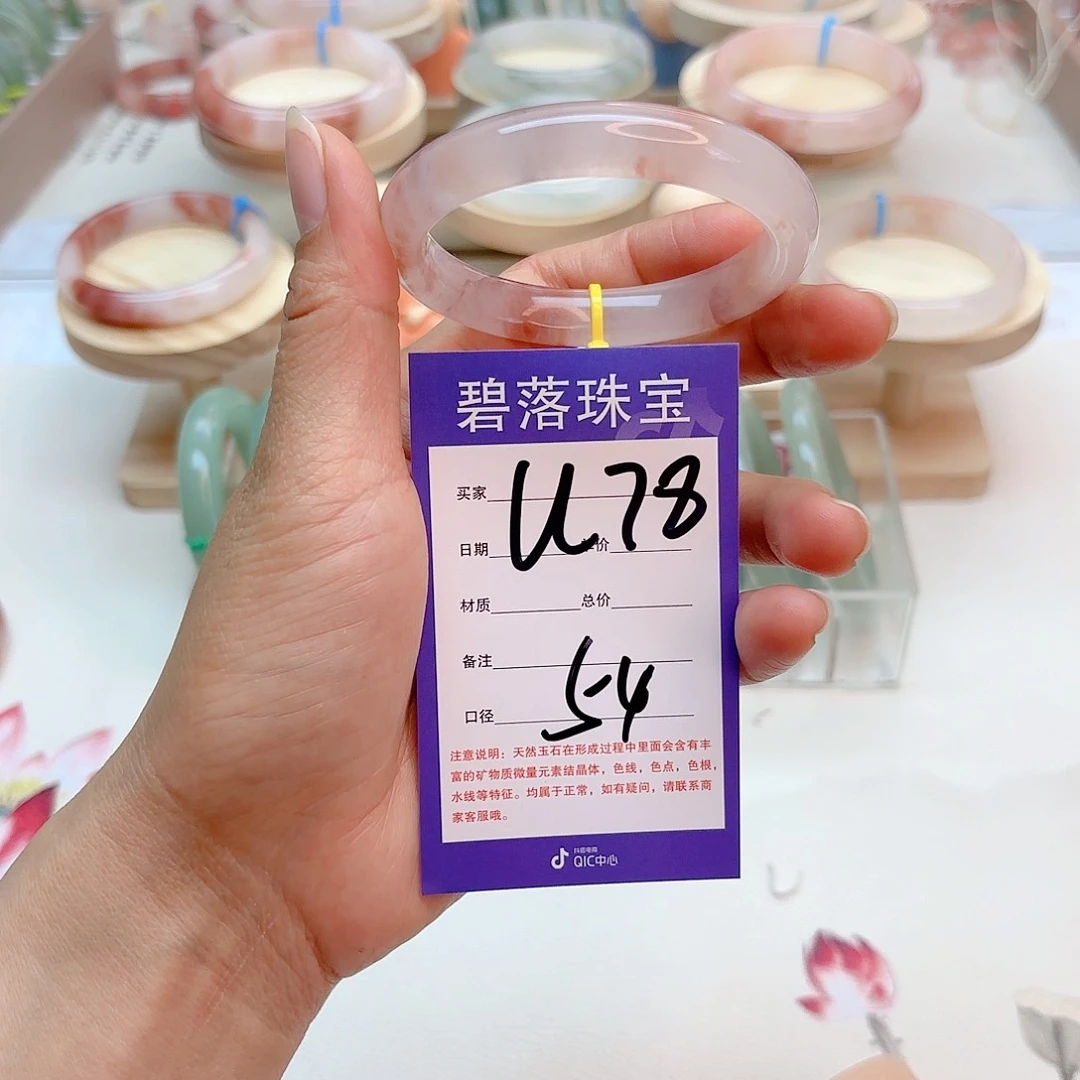 碧落珠宝
买家 U78
日期 单价
材质 总价
备注
口径 54
注意说明：天然玉石在形成过程中里面会含有丰
富的矿物质微量元素结晶体，色线，色点，色根，
水线等特征。均属于正常，如有疑问，请联系商
家客服哦。
抖音电商
QIC中心